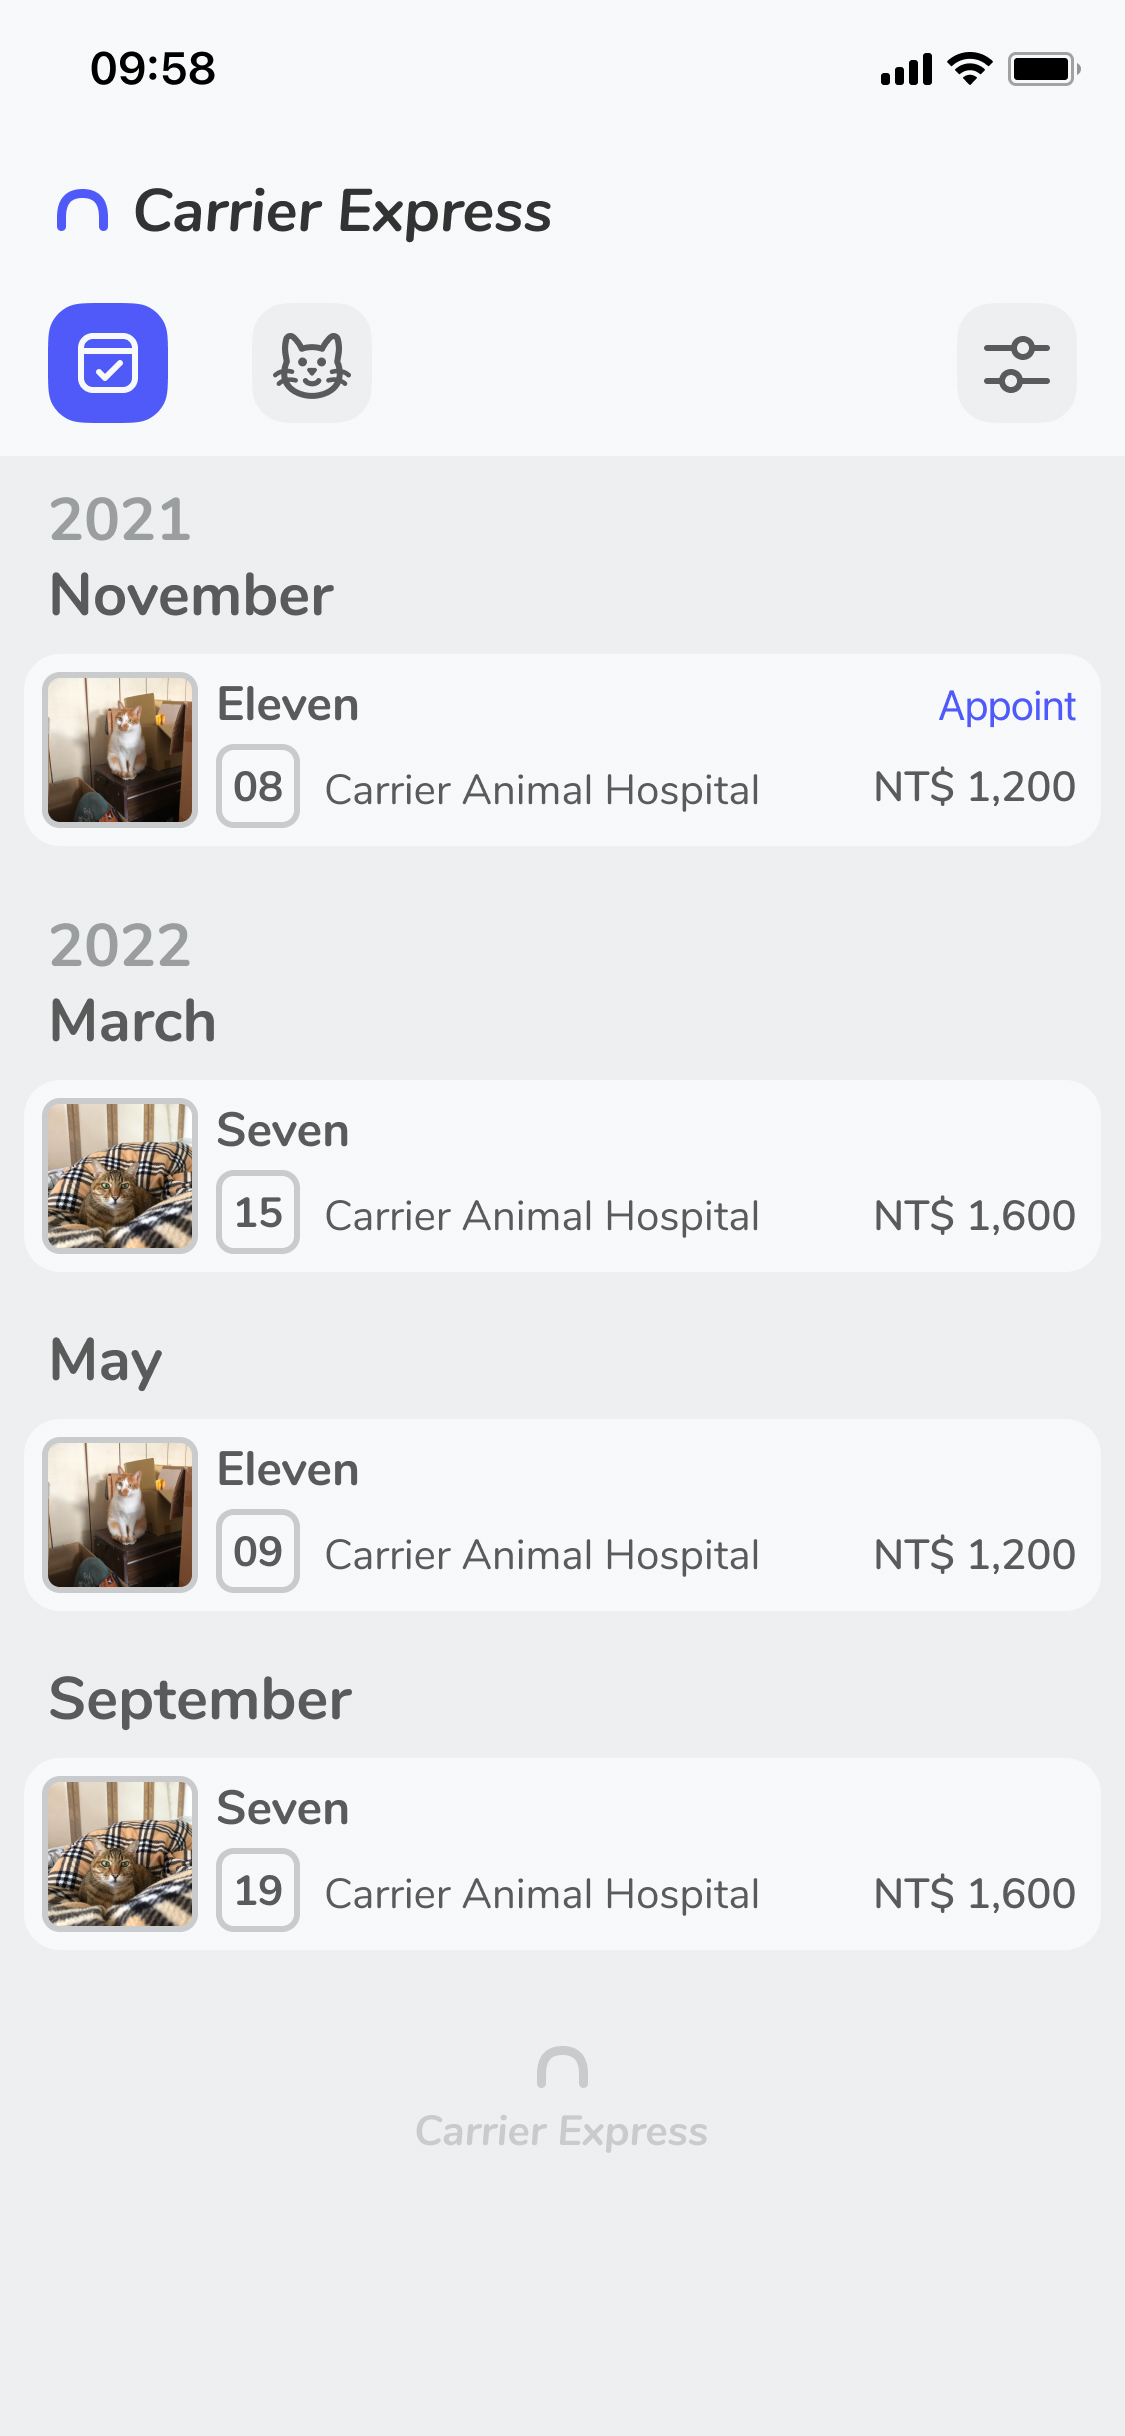 09:58
Carrier Express
2021
November
Eleven
Appoint
08 Carrier Animal Hospital NT$ 1,200
2022
March
Seven
15 Carrier Animal Hospital NT$ 1,600
May
Eleven
09 Carrier Animal Hospital NT$ 1,200
September
Seven
19 Carrier Animal Hospital NT$ 1,600
Carrier Express